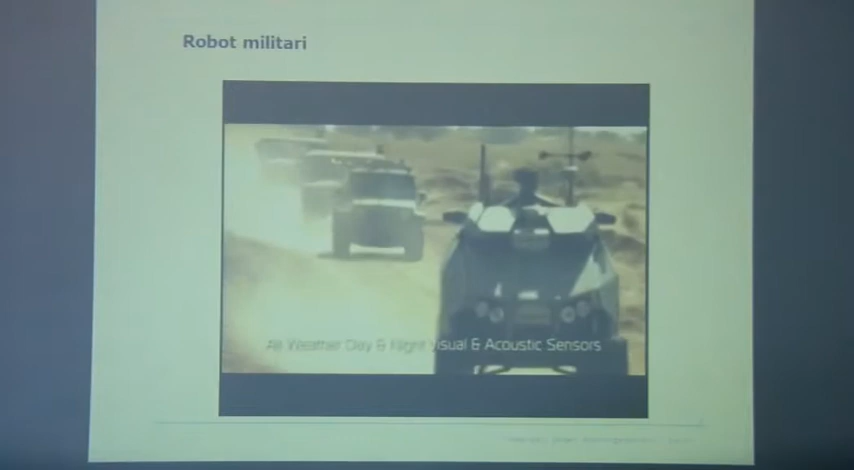 Robot militari
All Weather Day & Night Visual & Acoustic Sensors